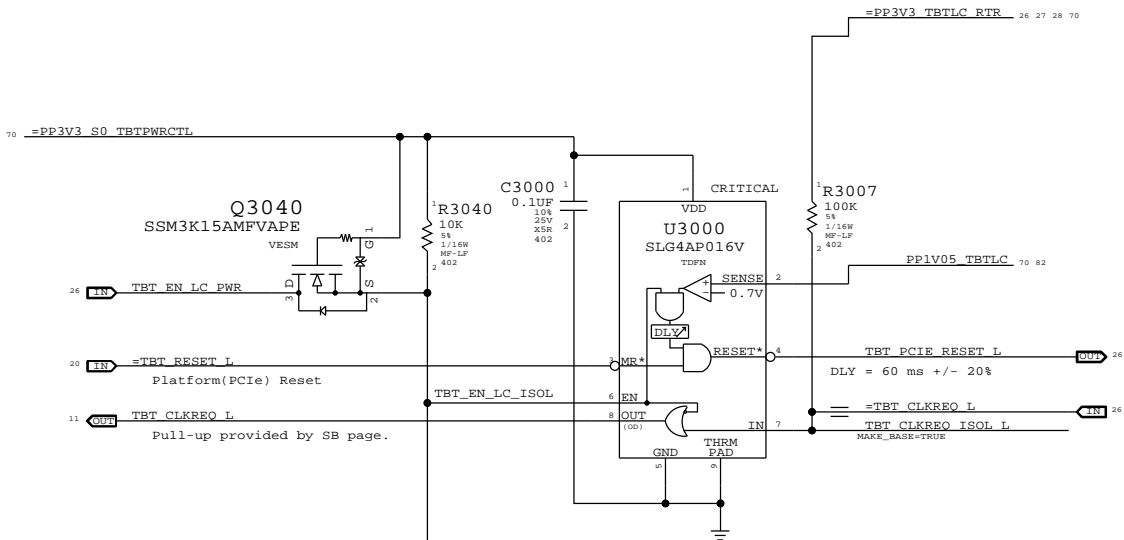 =PP3V3_TBTLC_RTR 26 27 28 70
70 =PP3V3_S0_TBTPWRCTL
Q3040
SSM3K15AMFVAPE
VESM
G 1
3 D
S 2
1
R3040
10K
5%
1/16W
MF-LF
402
2
C3000 1
0.1UF
10%
25V
X5R
402
2
1
VDD
CRITICAL
U3000
SLG4AP016V
TDFN
SENSE 2
+
-
0.7V
DLY
1
R3007
100K
5%
1/16W
MF-LF
402
2
PP1V05_TBTLC 70 82
26 IN TBT_EN_LC_PWR
20 IN =TBT_RESET_L
Platform(PCIe) Reset
3 MR*
RESET* 4
TBT_PCIE_RESET_L OUT 26
DLY = 60 ms +/- 20%
TBT_EN_LC_ISOL
6 EN
11 OUT TBT_CLKREQ_L
Pull-up provided by SB page.
8 OUT
(OD)
IN 7
=TBT_CLKREQ_L IN 26
TBT_CLKREQ_ISOL_L
MAKE_BASE=TRUE
GND
5
THRM
PAD
9